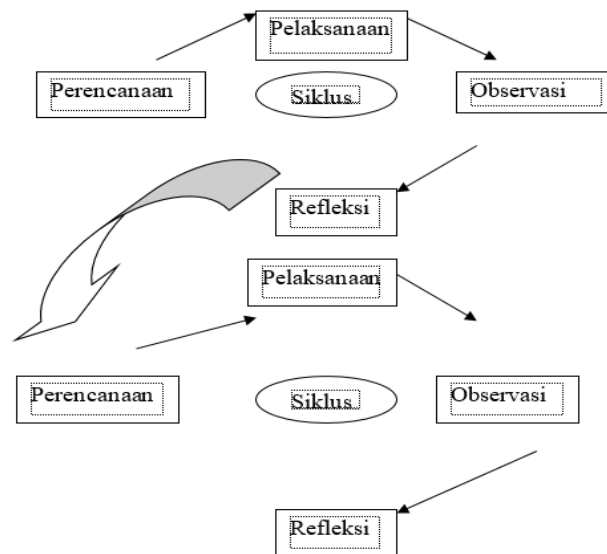 Pelaksanaan
Perencanaan
Siklus
Observasi
Refleksi
Pelaksanaan
Perencanaan
Siklus
Observasi
Refleksi